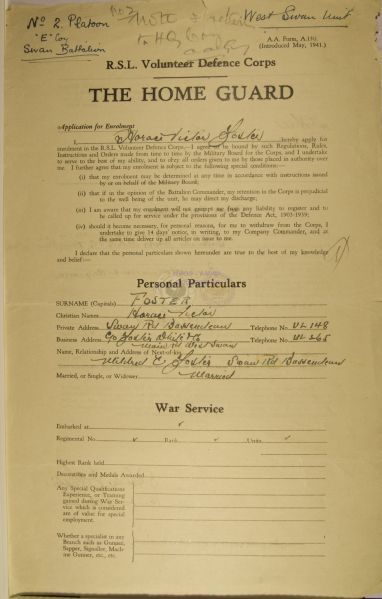 No 2. Platoon
"E" Coy
Swan Battalion
West Swan Unit
A.A. Form, A.191
(Introduced May, 1941.)
R.S.L. Volunteer Defence Corps
THE HOME GUARD
Application for Enrolment
I, Horace Victor Foster hereby apply for
enrolment in the R.S.L. Volunteer Defence Corps.—I agree to be bound by such Regulations, Rules,
Instructions and Orders made from time to time by the Military Board for the Corps, and I undertake
to serve to the best of my ability, and to obey all orders given to me by those placed in authority over
me. I further agree that my enrolment is subject to the following special conditions:—
(i) that my enrolment may be determined at any time in accordance with instructions issued
by or on behalf of the Military Board;
(ii) that if in the opinion of the Battalion Commander, my retention in the Corps is prejudicial
to the well being of the unit, he may direct my discharge;
(iii) I am aware that my enrolment will not exempt me from any liability to register and to
be called up for service under the provisions of the Defence Act, 1903-1939;
(iv) should it become necessary, for personal reasons, for me to withdraw from the Corps, I
undertake to give 14 days' notice, in writing, to my Company Commander, and at
the same time deliver up all articles on issue to me.
I declare that the personal particulars shown hereunder are true to the best of my knowledge
and belief—
Personal Particulars
SURNAME (Capitals) FOSTER
Christian Names Horace Victor
Private Address Swan Rd Bassendean Telephone No. UL 148
Business Address C/o Foster White & Co Telephone No. UL 265
Main Rd West Swan
Name, Relationship and Address of Next-of-kin
Mildred E. Foster Swan Rd Bassendean
Married, or Single, or Widower Married
War Service
Embarked at
Regimental No. Rank Units
Highest Rank held
Decorations and Medals Awarded
Any Special Qualifications
Experience, or Training
gained during War Ser-
vice which is considered
are of value for special
employment.
Whether a specialist in any
Branch such as Gunner,
Sapper, Signaller, Mach-
ine Gunner, etc., etc.